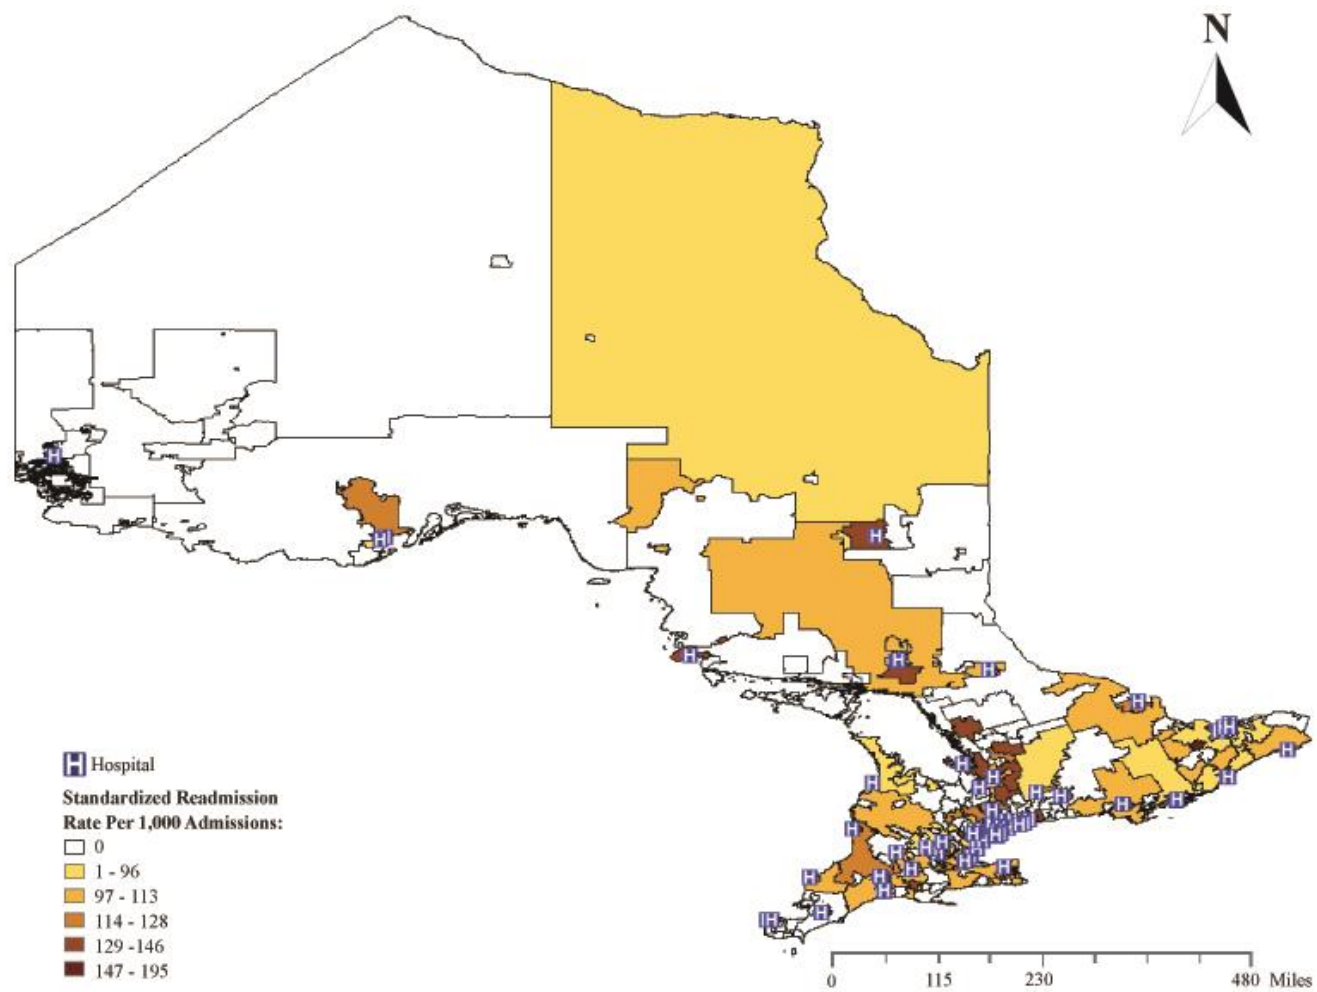 N
H Hospital
Standardized Readmission
Rate Per 1,000 Admissions:
0
1 - 96
97 - 113
114 - 128
129 -146
147 - 195
0 115 230 480 Miles